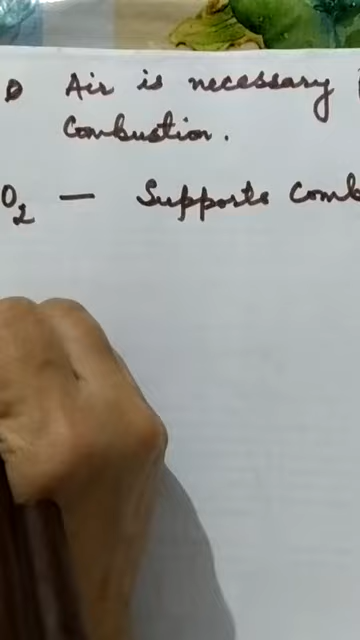 Air is necessary
Combustion.
O₂ — Supports Comb